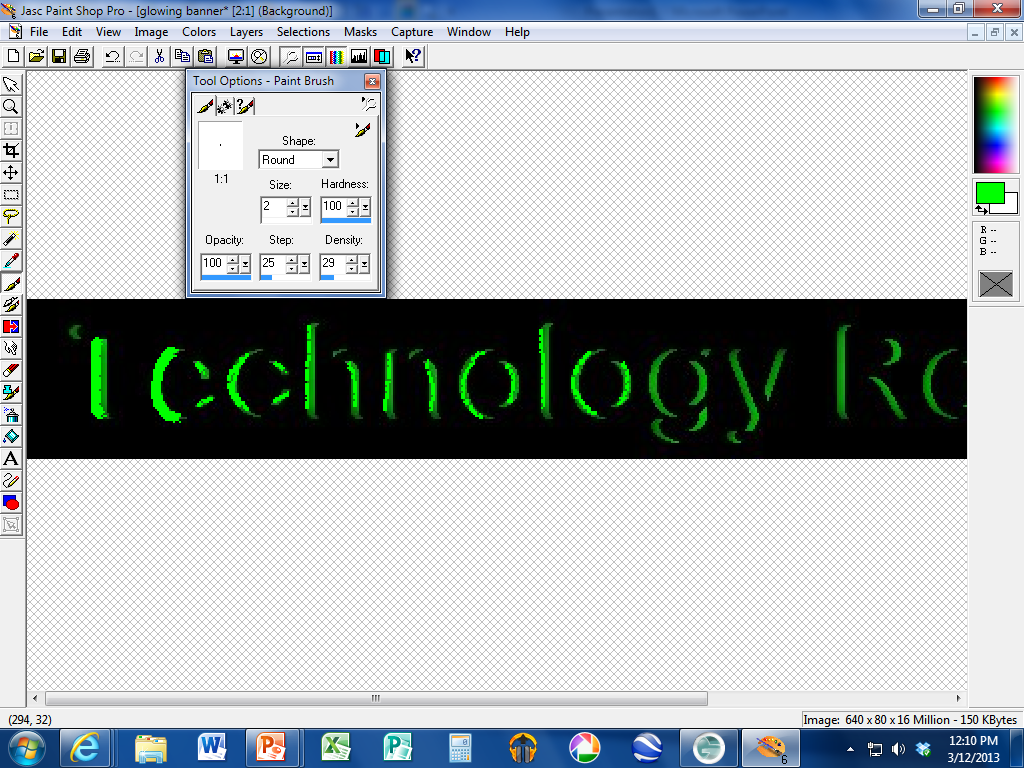 Jasc Paint Shop Pro - [glowing banner* [2:1] (Background)]
File Edit View Image Colors Layers Selections Masks Capture Window Help
Tool Options - Paint Brush
Shape:
Round
1:1
Size: Hardness:
2 100
Opacity: Step: Density:
100 25 29
R --
G --
B --
Technology Ro
(294, 32)
Image: 640 x 80 x 16 Million - 150 KBytes
12:10 PM
3/12/2013
6